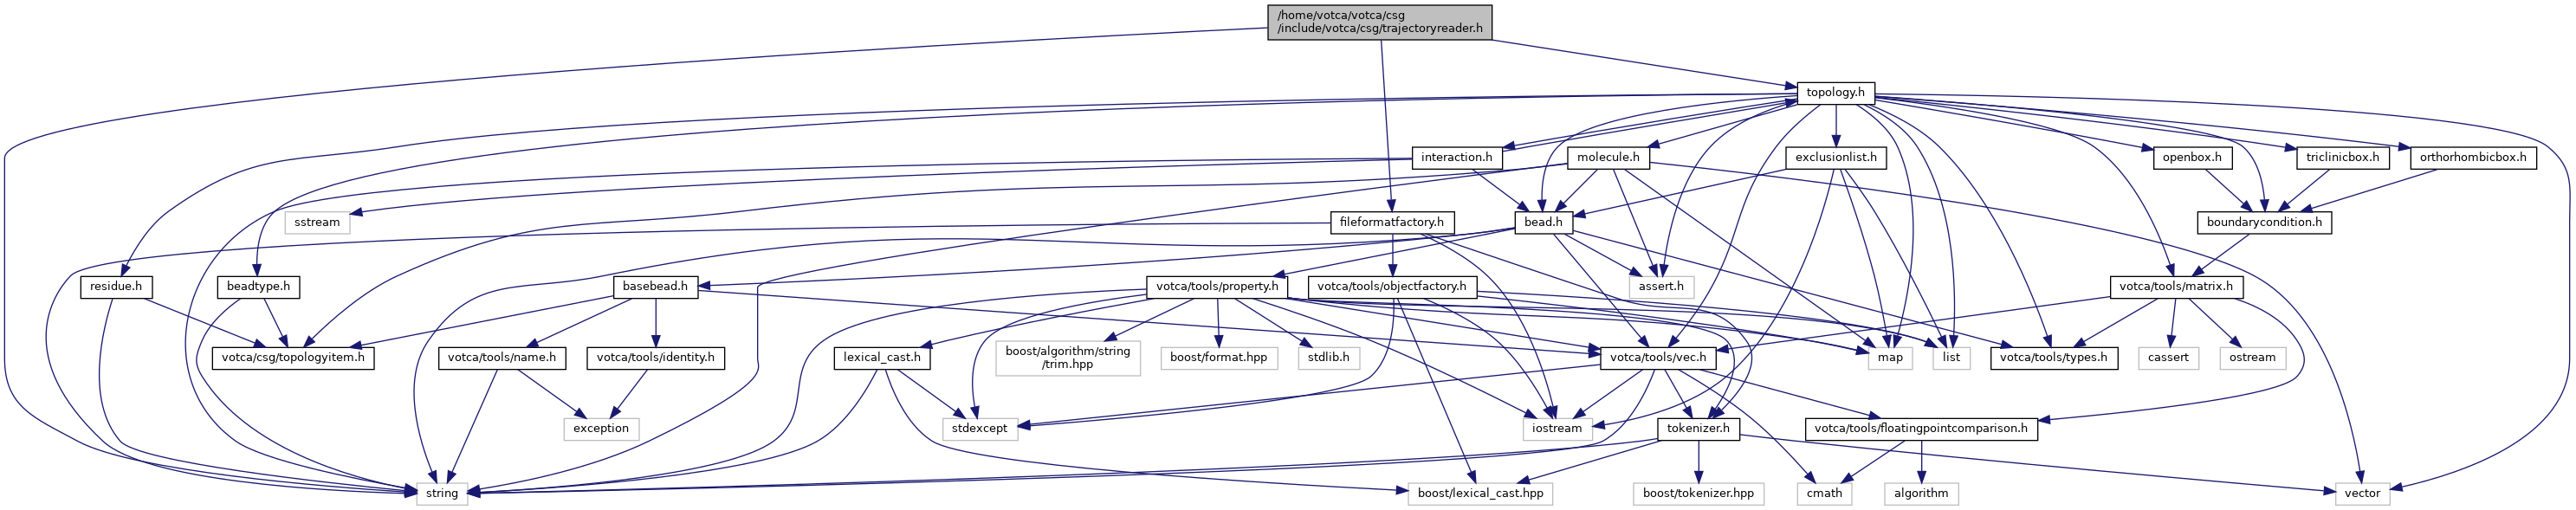 /home/votca/votca/csg
/include/votca/csg/trajectoryreader.h
topology.h
interaction.h
molecule.h
exclusionlist.h
openbox.h
triclinicbox.h
orthorhombicbox.h
sstream
fileformatfactory.h
bead.h
boundarycondition.h
residue.h
beadtype.h
basebead.h
votca/tools/property.h
votca/tools/objectfactory.h
assert.h
votca/tools/matrix.h
votca/csg/topologyitem.h
votca/tools/name.h
votca/tools/identity.h
lexical_cast.h
boost/algorithm/string
/trim.hpp
boost/format.hpp
stdlib.h
votca/tools/vec.h
map
list
votca/tools/types.h
cassert
ostream
exception
stdexcept
iostream
tokenizer.h
votca/tools/floatingpointcomparison.h
string
boost/lexical_cast.hpp
boost/tokenizer.hpp
cmath
algorithm
vector